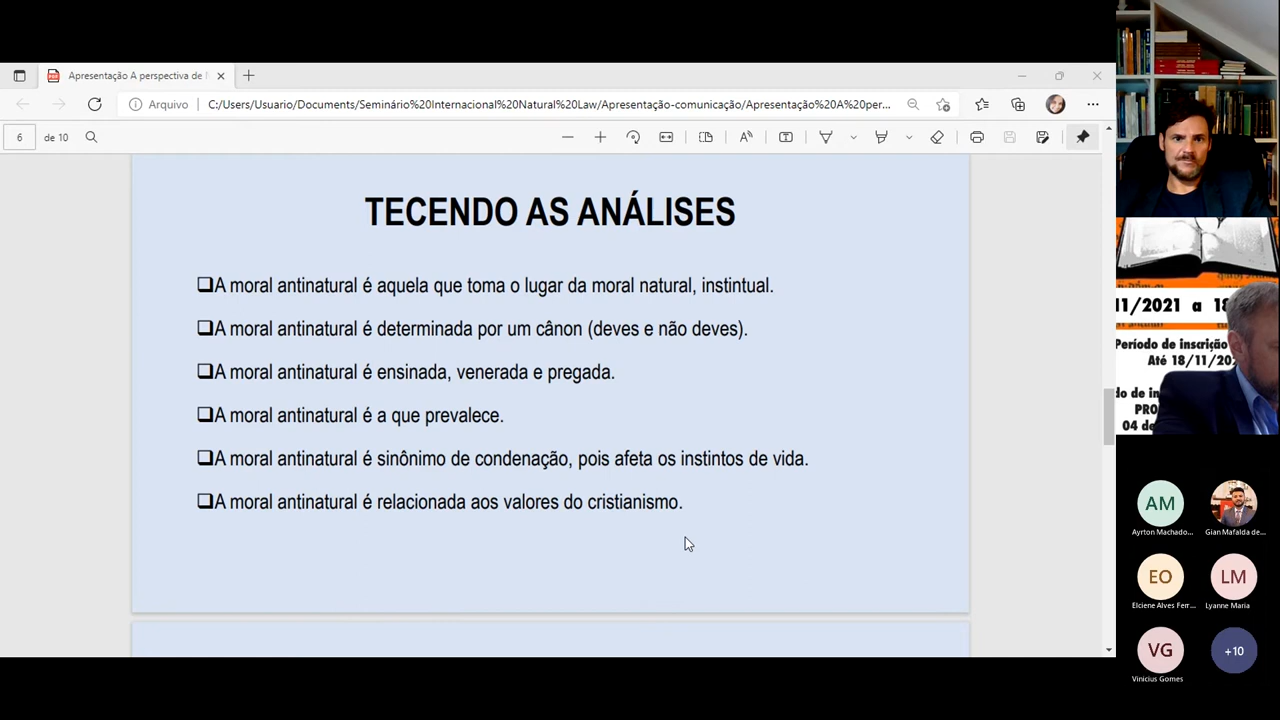 Apresentação A perspectiva de
Arquivo
C:/Users/Usuario/Documents/Seminário%20Internacional%20Natural%20Law/Apresentação-comunicação/Apresentação%20A%20per...
6 de 10
TECENDO AS ANÁLISES
A moral antinatural é aquela que toma o lugar da moral natural, instintual.
A moral antinatural é determinada por um cânon (deves e não deves).
A moral antinatural é ensinada, venerada e pregada.
A moral antinatural é a que prevalece.
A moral antinatural é sinônimo de condenação, pois afeta os instintos de vida.
A moral antinatural é relacionada aos valores do cristianismo.
11/2021 a 18
Período de inscrição
Até 18/11/20
do de in
PRO
04 de
AM
Ayrton Machado...
Gian Mafalda de...
EO
LM
Elciene Alves Ferr...
Lyanne Maria
VG
+10
Vinicius Gomes